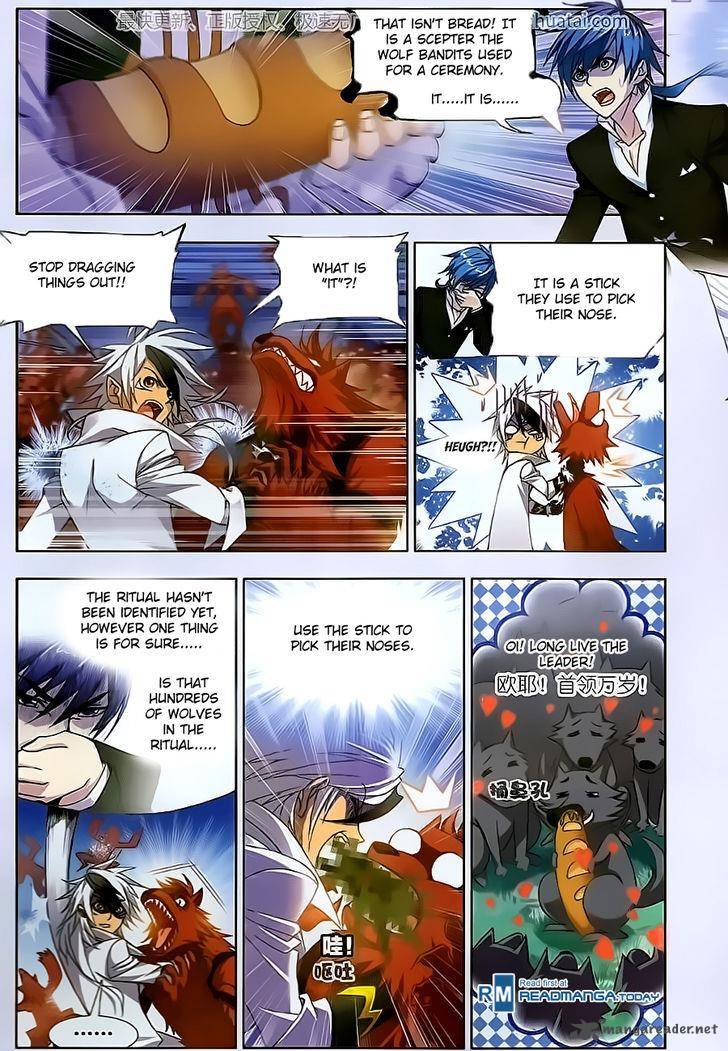 最快更新、正版授权、极速无
huatai.com
THAT ISN'T BREAD! IT
IS A SCEPTER THE
WOLF BANDITS USED
FOR A CEREMONY.
IT.....IT IS......
STOP DRAGGING
THINGS OUT!!
WHAT IS
"IT"?!
IT IS A STICK
THEY USE TO PICK
THEIR NOSE.
HEUGH?!!
THE RITUAL HASN'T
BEEN IDENTIFIED YET,
HOWEVER ONE THING
IS FOR SURE.....
IS THAT
HUNDREDS
OF WOLVES
IN THE
RITUAL.....
......
USE THE STICK TO
PICK THEIR NOSES.
哇!
呕吐
OI! LONG LIVE THE
LEADER!
欧耶！首领万岁！
捅鼻孔
RM
Read first at
READMANGA.TODAY
mangareader.net